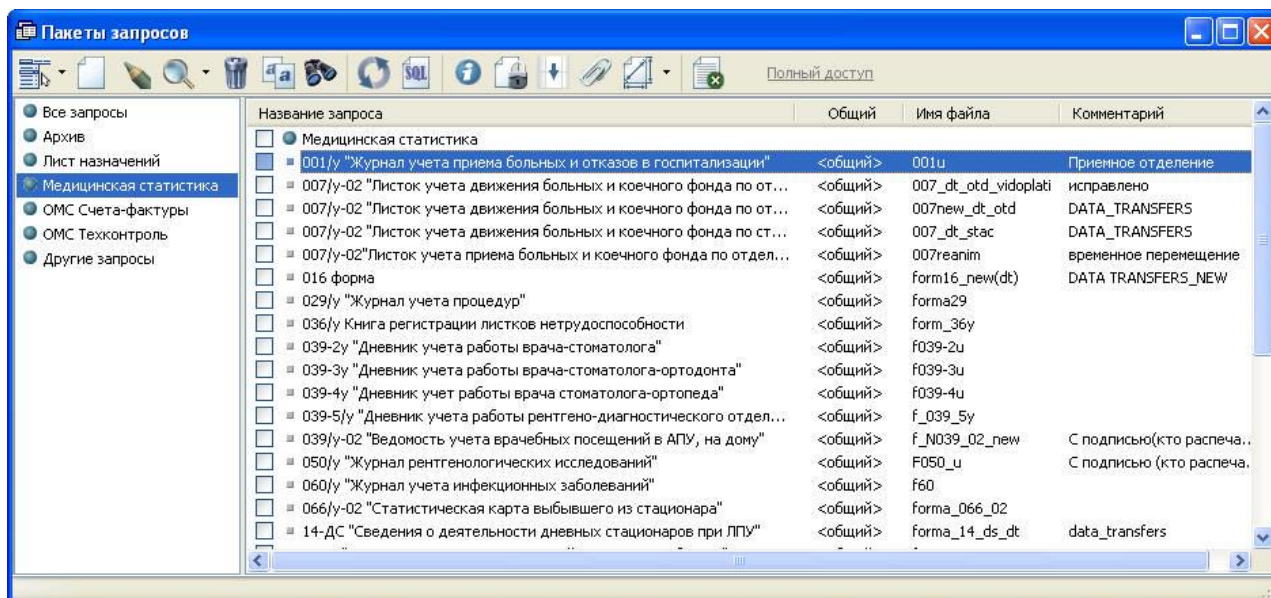 Пакеты запросов
SQL Полный доступ
Все запросы
Архив
Лист назначений
Медицинская статистика
ОМС Счета-фактуры
ОМС Техконтроль
Другие запросы
Название запроса Общий Имя файла Комментарий
Медицинская статистика
001/у "Журнал учета приема больных и отказов в госпитализации" <общий> 001u Приемное отделение
007/у-02 "Листок учета движения больных и коечного фонда по от... <общий> 007_dt_otd_vidoplati исправлено
007/у-02 "Листок учета движения больных и коечного фонда по от... <общий> 007new_dt_otd DATA_TRANSFERS
007/у-02 "Листок учета движения больных и коечного фонда по ст... <общий> 007_dt_stac DATA_TRANSFERS
007/у-02"Листок учета приема больных и коечного фонда по отдел... <общий> 007reanim временное перемещение
016 форма <общий> form16_new(dt) DATA TRANSFERS_NEW
029/у "Журнал учета процедур" <общий> forma29
036/у Книга регистрации листков нетрудоспособности <общий> form_36y
039-2у "Дневник учета работы врача-стоматолога" <общий> f039-2u
039-3у "Дневник учета работы врача-стоматолога-ортодонта" <общий> f039-3u
039-4у "Дневник учет работы врача стоматолога-ортопеда" <общий> f039-4u
039-5/у "Дневник учета работы рентгено-диагностического отдел... <общий> f_039_5y
039/у-02 "Ведомость учета врачебных посещений в АПУ, на дому" <общий> f_N039_02_new С подписью(кто распеча..
050/у "Журнал рентгенологических исследований" <общий> F050_u С подписью (кто распеча.
060/у "Журнал учета инфекционных заболеваний" <общий> f60
066/у-02 "Статистическая карта выбывшего из стационара" <общий> forma_066_02
14-ДС "Сведения о деятельности дневных стационаров при ЛПУ" <общий> forma_14_ds_dt data_transfers